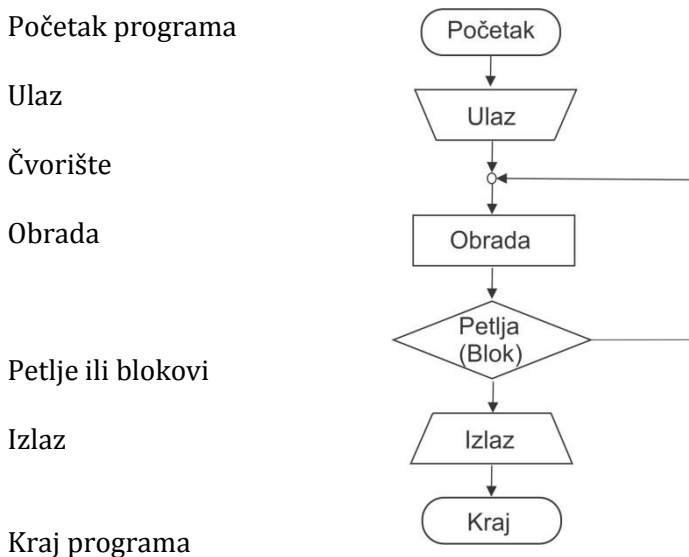 Početak programa
Početak
Ulaz
Ulaz
Čvorište
Obrada
Obrada
Petlja
(Blok)
Petlje ili blokovi
Izlaz
Izlaz
Kraj programa
Kraj